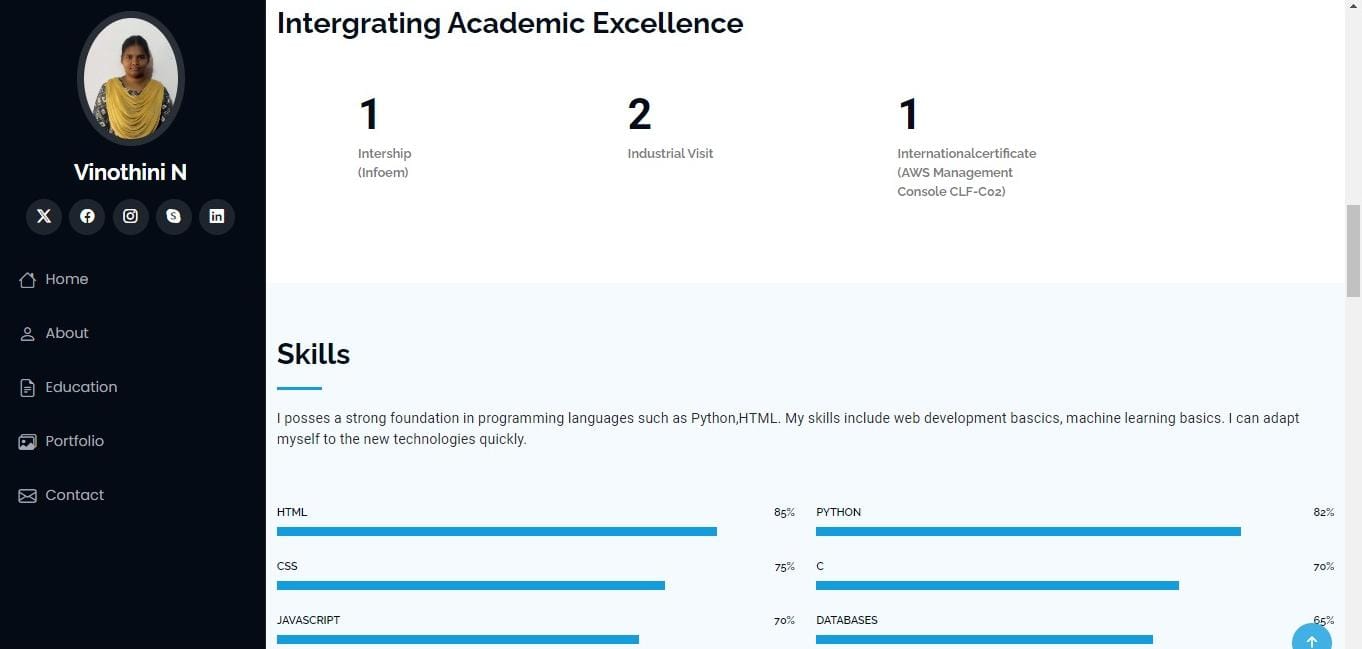 Vinothini N
Home
About
Education
Portfolio
Contact
Intergrating Academic Excellence
1
Intership
(Infoem)
2
Industrial Visit
1
Internationalcertificate
(AWS Management
Console CLF-C02)
Skills
I posses a strong foundation in programming languages such as Python,HTML. My skills include web development bascics, machine learning basics. I can adapt
myself to the new technologies quickly.
HTML 85%
PYTHON 82%
CSS 75%
C 70%
JAVASCRIPT 70%
DATABASES 65%